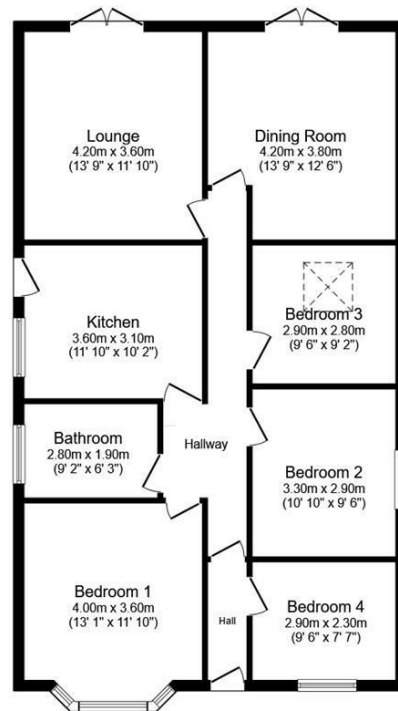 Lounge
4.20m x 3.60m
(13' 9" x 11' 10")
Dining Room
4.20m x 3.80m
(13' 9" x 12' 6")
Kitchen
3.60m x 3.10m
(11' 10" x 10' 2")
Bedroom 3
2.90m x 2.80m
(9' 6" x 9' 2")
Bathroom
2.80m x 1.90m
(9' 2" x 6' 3")
Hallway
Bedroom 2
3.30m x 2.90m
(10' 10" x 9' 6")
Bedroom 1
4.00m x 3.60m
(13' 1" x 11' 10")
Hall
Bedroom 4
2.90m x 2.30m
(9' 6" x 7' 7")